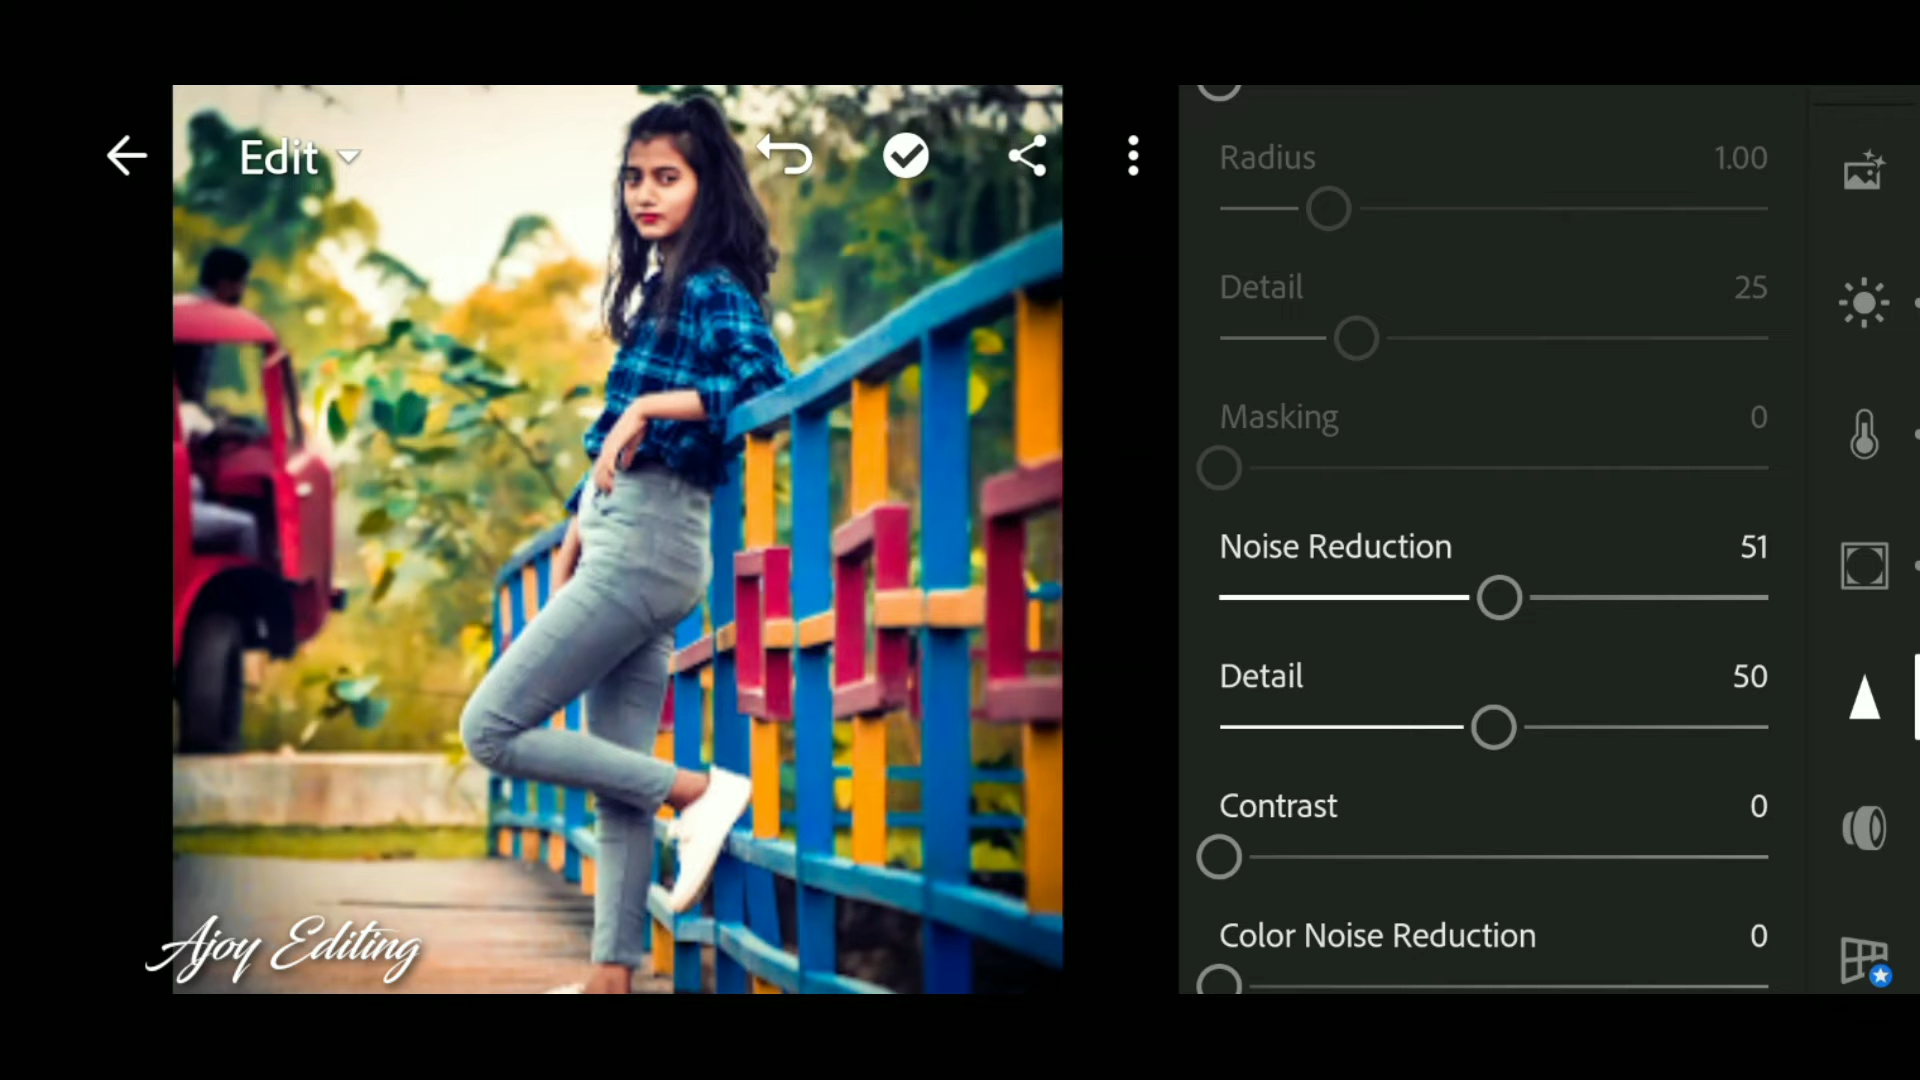 Edit
Radius 1.00
Detail 25
Masking 0
Noise Reduction 51
Detail 50
Contrast 0
Color Noise Reduction 0
Ajoy Editing